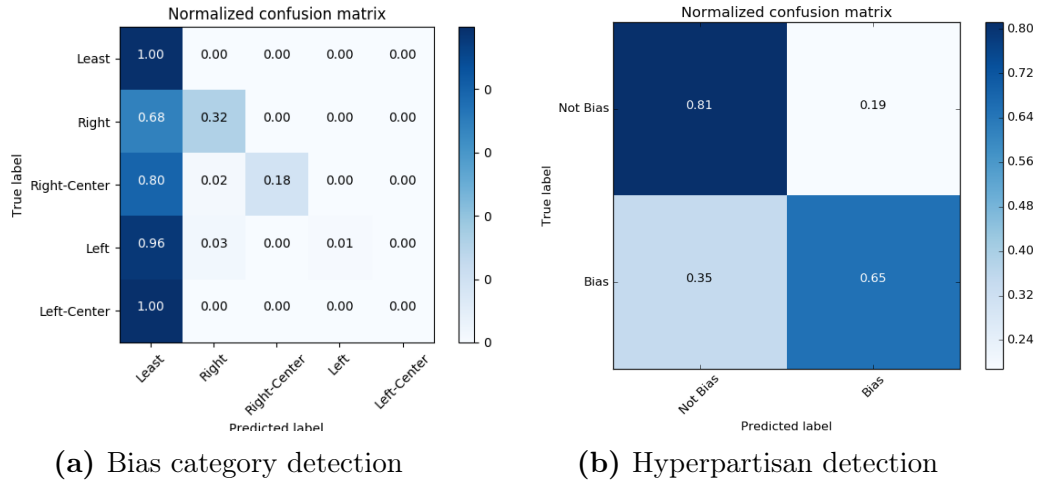 Normalized confusion matrix
True label
Least
Right
Right-Center
Left
Left-Center
1.00 0.00 0.00 0.00 0.00
0.68 0.32 0.00 0.00 0.00
0.80 0.02 0.18 0.00 0.00
0.96 0.03 0.00 0.01 0.00
1.00 0.00 0.00 0.00 0.00
Least Right Right-Center Left Left-Center
Predicted label
0
0
0
0
0
(a) Bias category detection
Normalized confusion matrix
True label
Not Bias
Bias
0.81 0.19
0.35 0.65
Not Bias Bias
Predicted label
0.80
0.72
0.64
0.56
0.48
0.40
0.32
0.24
(b) Hyperpartisan detection